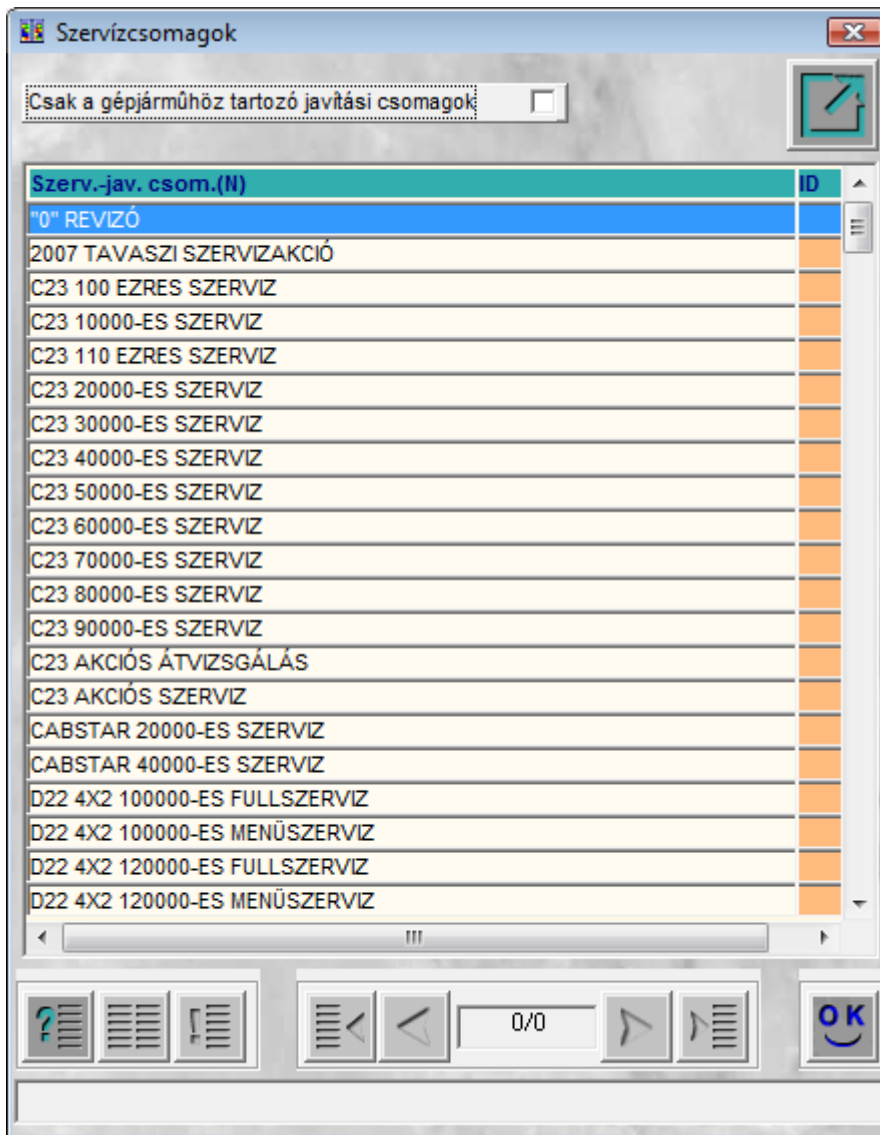 Szervízcsomagok
Csak a gépjárműhöz tartozó javítási csomagok
Szerv.-jav. csom.(N) ID
"0" REVIZÓ
2007 TAVASZI SZERVIZAKCIÓ
C23 100 EZRES SZERVIZ
C23 10000-ES SZERVIZ
C23 110 EZRES SZERVIZ
C23 20000-ES SZERVIZ
C23 30000-ES SZERVIZ
C23 40000-ES SZERVIZ
C23 50000-ES SZERVIZ
C23 60000-ES SZERVIZ
C23 70000-ES SZERVIZ
C23 80000-ES SZERVIZ
C23 90000-ES SZERVIZ
C23 AKCIÓS ÁTVIZSGÁLÁS
C23 AKCIÓS SZERVIZ
CABSTAR 20000-ES SZERVIZ
CABSTAR 40000-ES SZERVIZ
D22 4X2 100000-ES FULLSZERVIZ
D22 4X2 100000-ES MENÜSZERVIZ
D22 4X2 120000-ES FULLSZERVIZ
D22 4X2 120000-ES MENÜSZERVIZ
0/0
OK